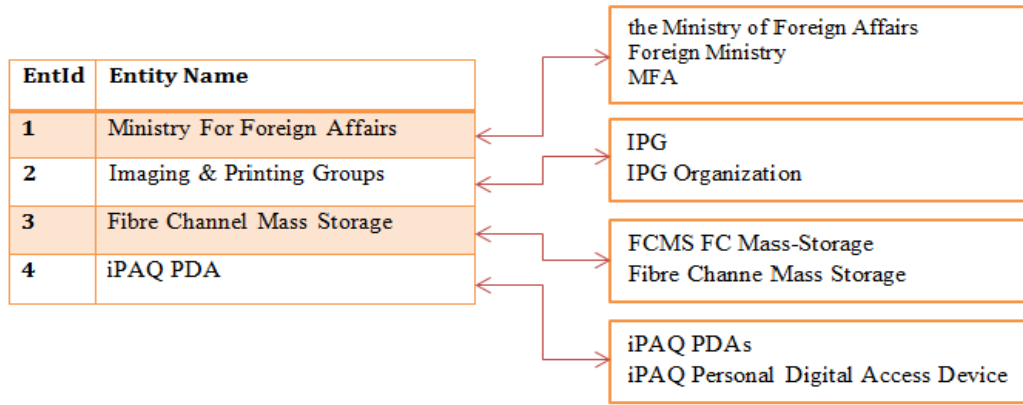 EntId Entity Name
1 Ministry For Foreign Affairs
2 Imaging & Printing Groups
3 Fibre Channel Mass Storage
4 iPAQ PDA
the Ministry of Foreign Affairs
Foreign Ministry
MFA
IPG
IPG Organization
FCMS FC Mass-Storage
Fibre Channe Mass Storage
iPAQ PDAs
iPAQ Personal Digital Access Device